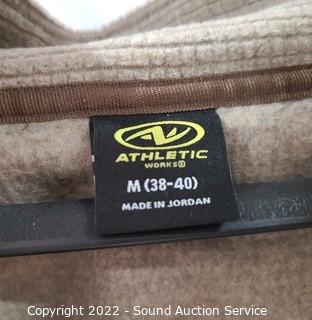 ATHLETIC
WORKS®
M (38-40)
MADE IN JORDAN
Copyright 2022 - Sound Auction Service